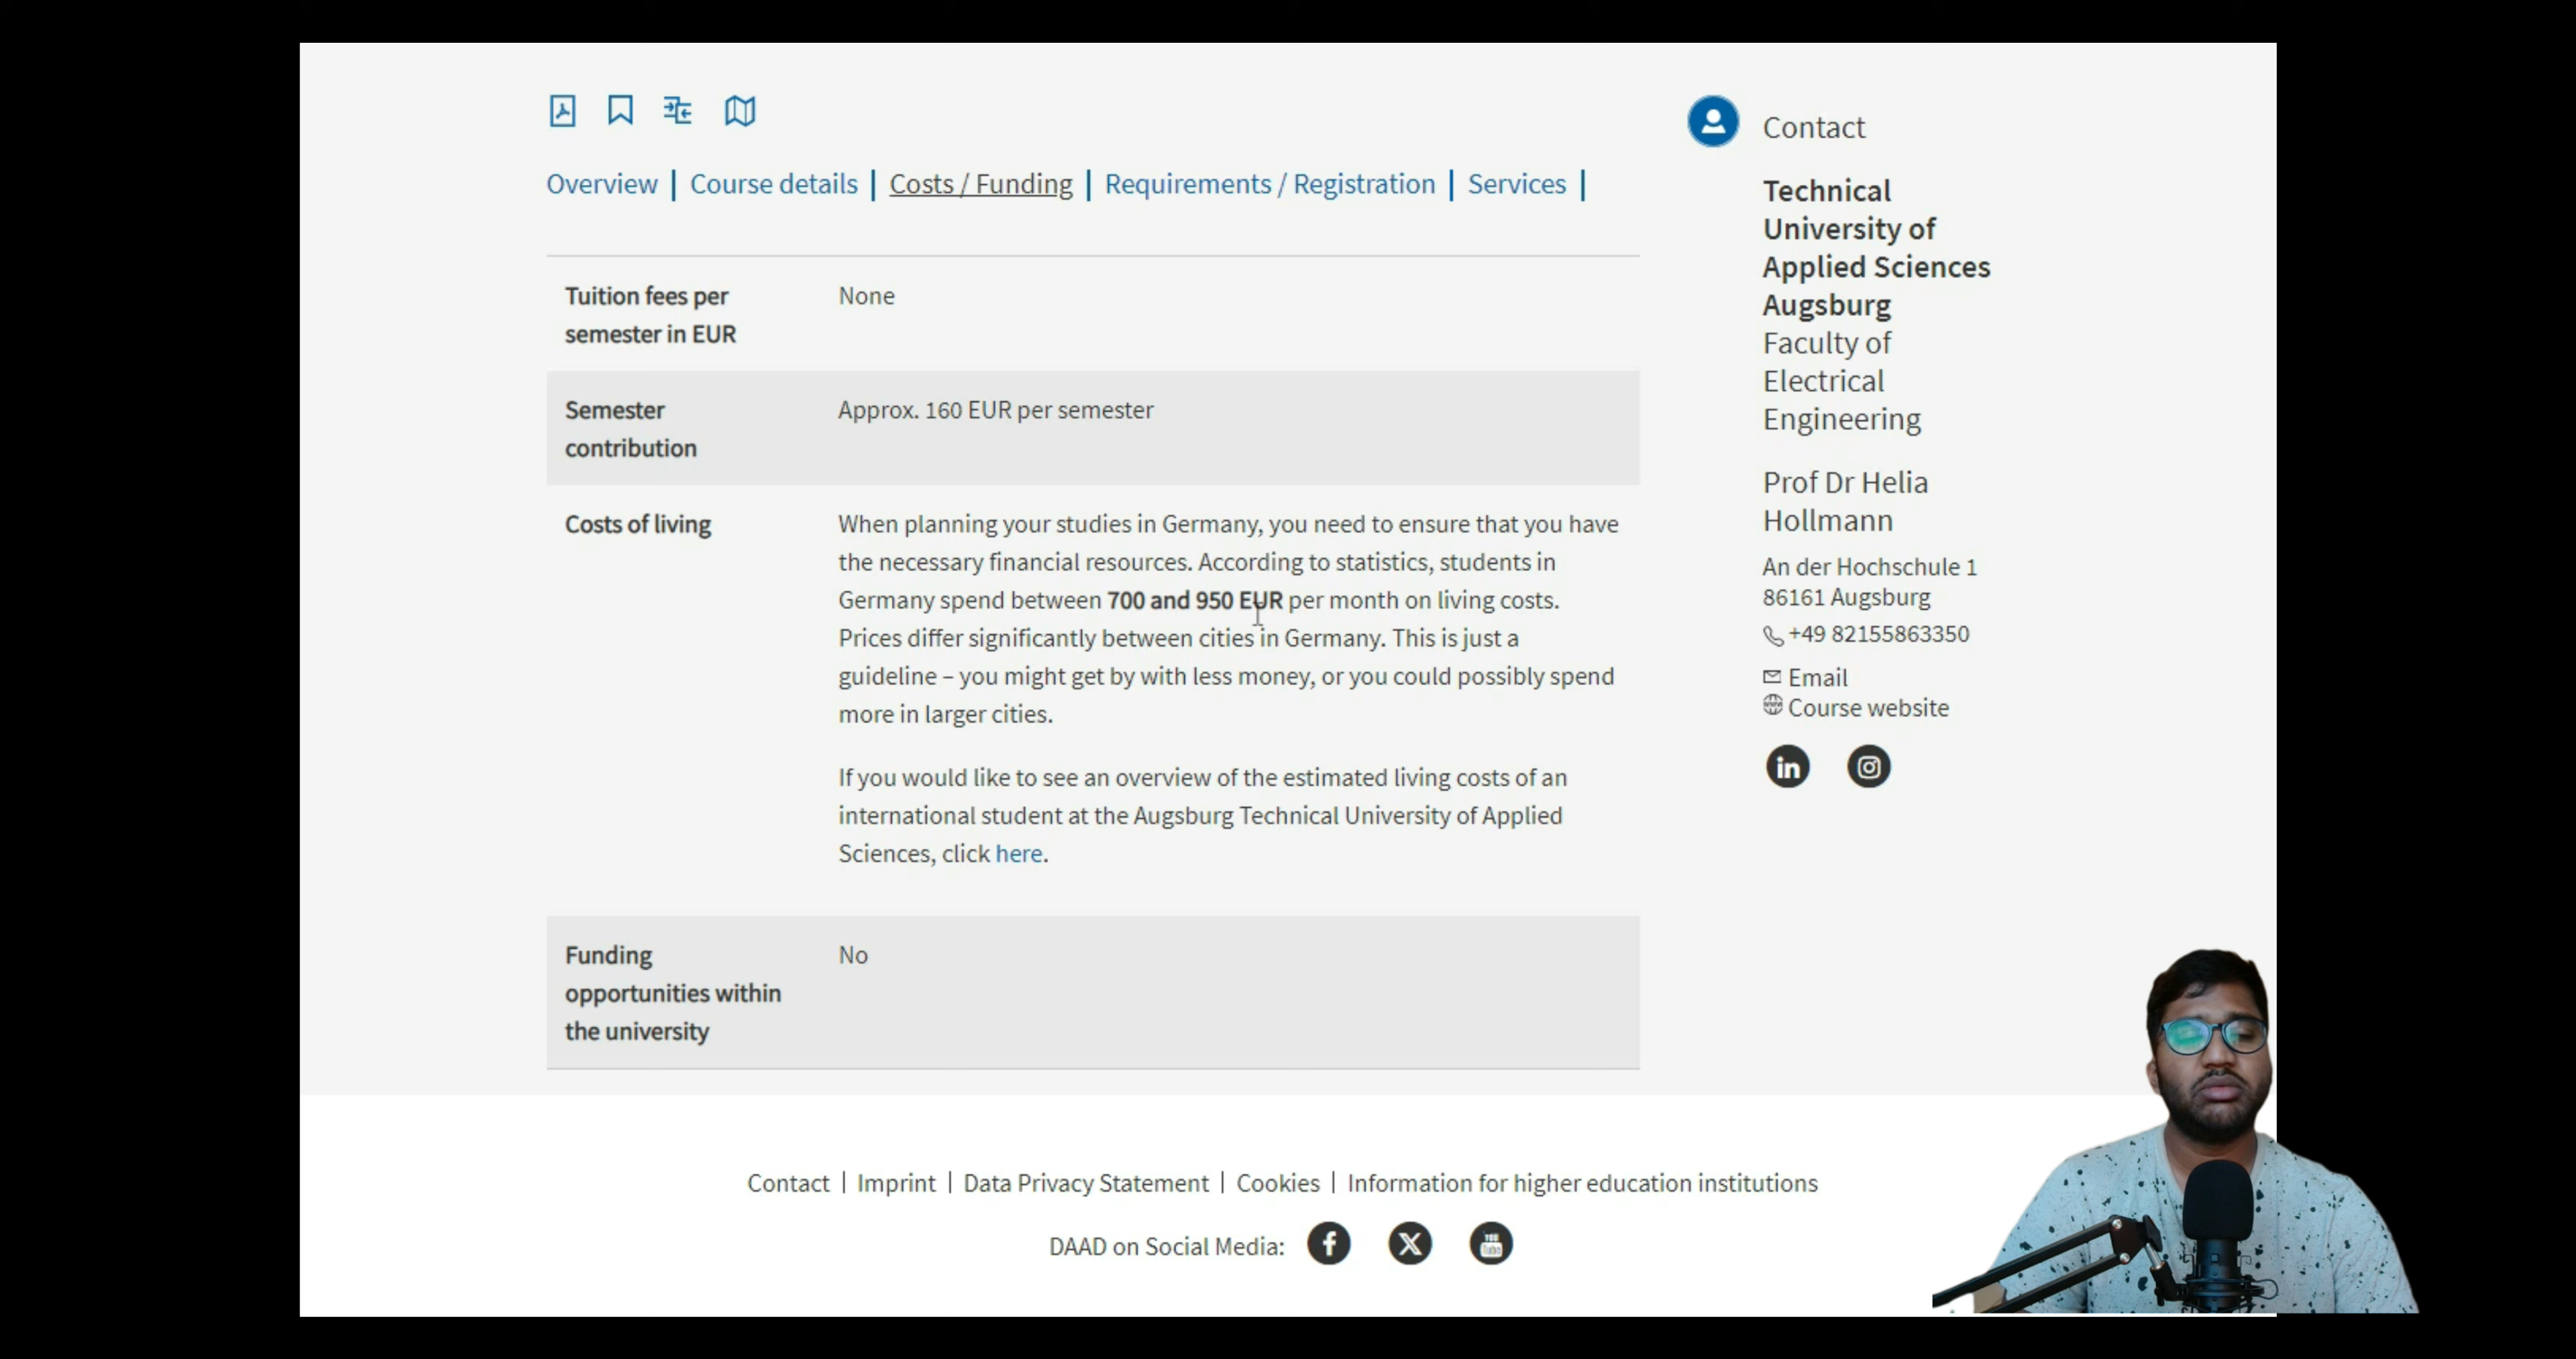 Overview | Course details | Costs / Funding | Requirements / Registration | Services |
Tuition fees per
semester in EUR
None
Semester
contribution
Approx. 160 EUR per semester
Costs of living
When planning your studies in Germany, you need to ensure that you have
the necessary financial resources. According to statistics, students in
Germany spend between 700 and 950 EUR per month on living costs.
Prices differ significantly between cities in Germany. This is just a
guideline – you might get by with less money, or you could possibly spend
more in larger cities.
If you would like to see an overview of the estimated living costs of an
international student at the Augsburg Technical University of Applied
Sciences, click here.
Funding
opportunities within
the university
No
Contact
Technical
University of
Applied Sciences
Augsburg
Faculty of
Electrical
Engineering
Prof Dr Helia
Hollmann
An der Hochschule 1
86161 Augsburg
+49 82155863350
Email
Course website
in
Contact | Imprint | Data Privacy Statement | Cookies | Information for higher education institutions
DAAD on Social Media: